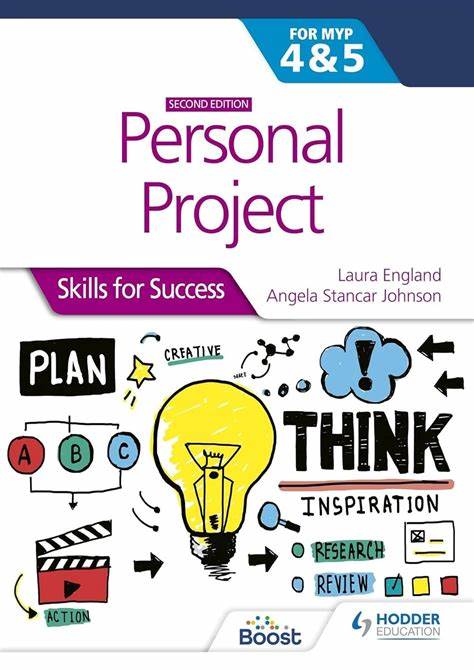 FOR MYP
4&5
SECOND EDITION
Personal
Project
Laura England
Angela Stancar Johnson
Skills for Success
PLAN
CREATIVE
START
!
A B C
THINK
INSPIRATION
RESEARCH
REVIEW
ACTION
Boost
HODDER
EDUCATION